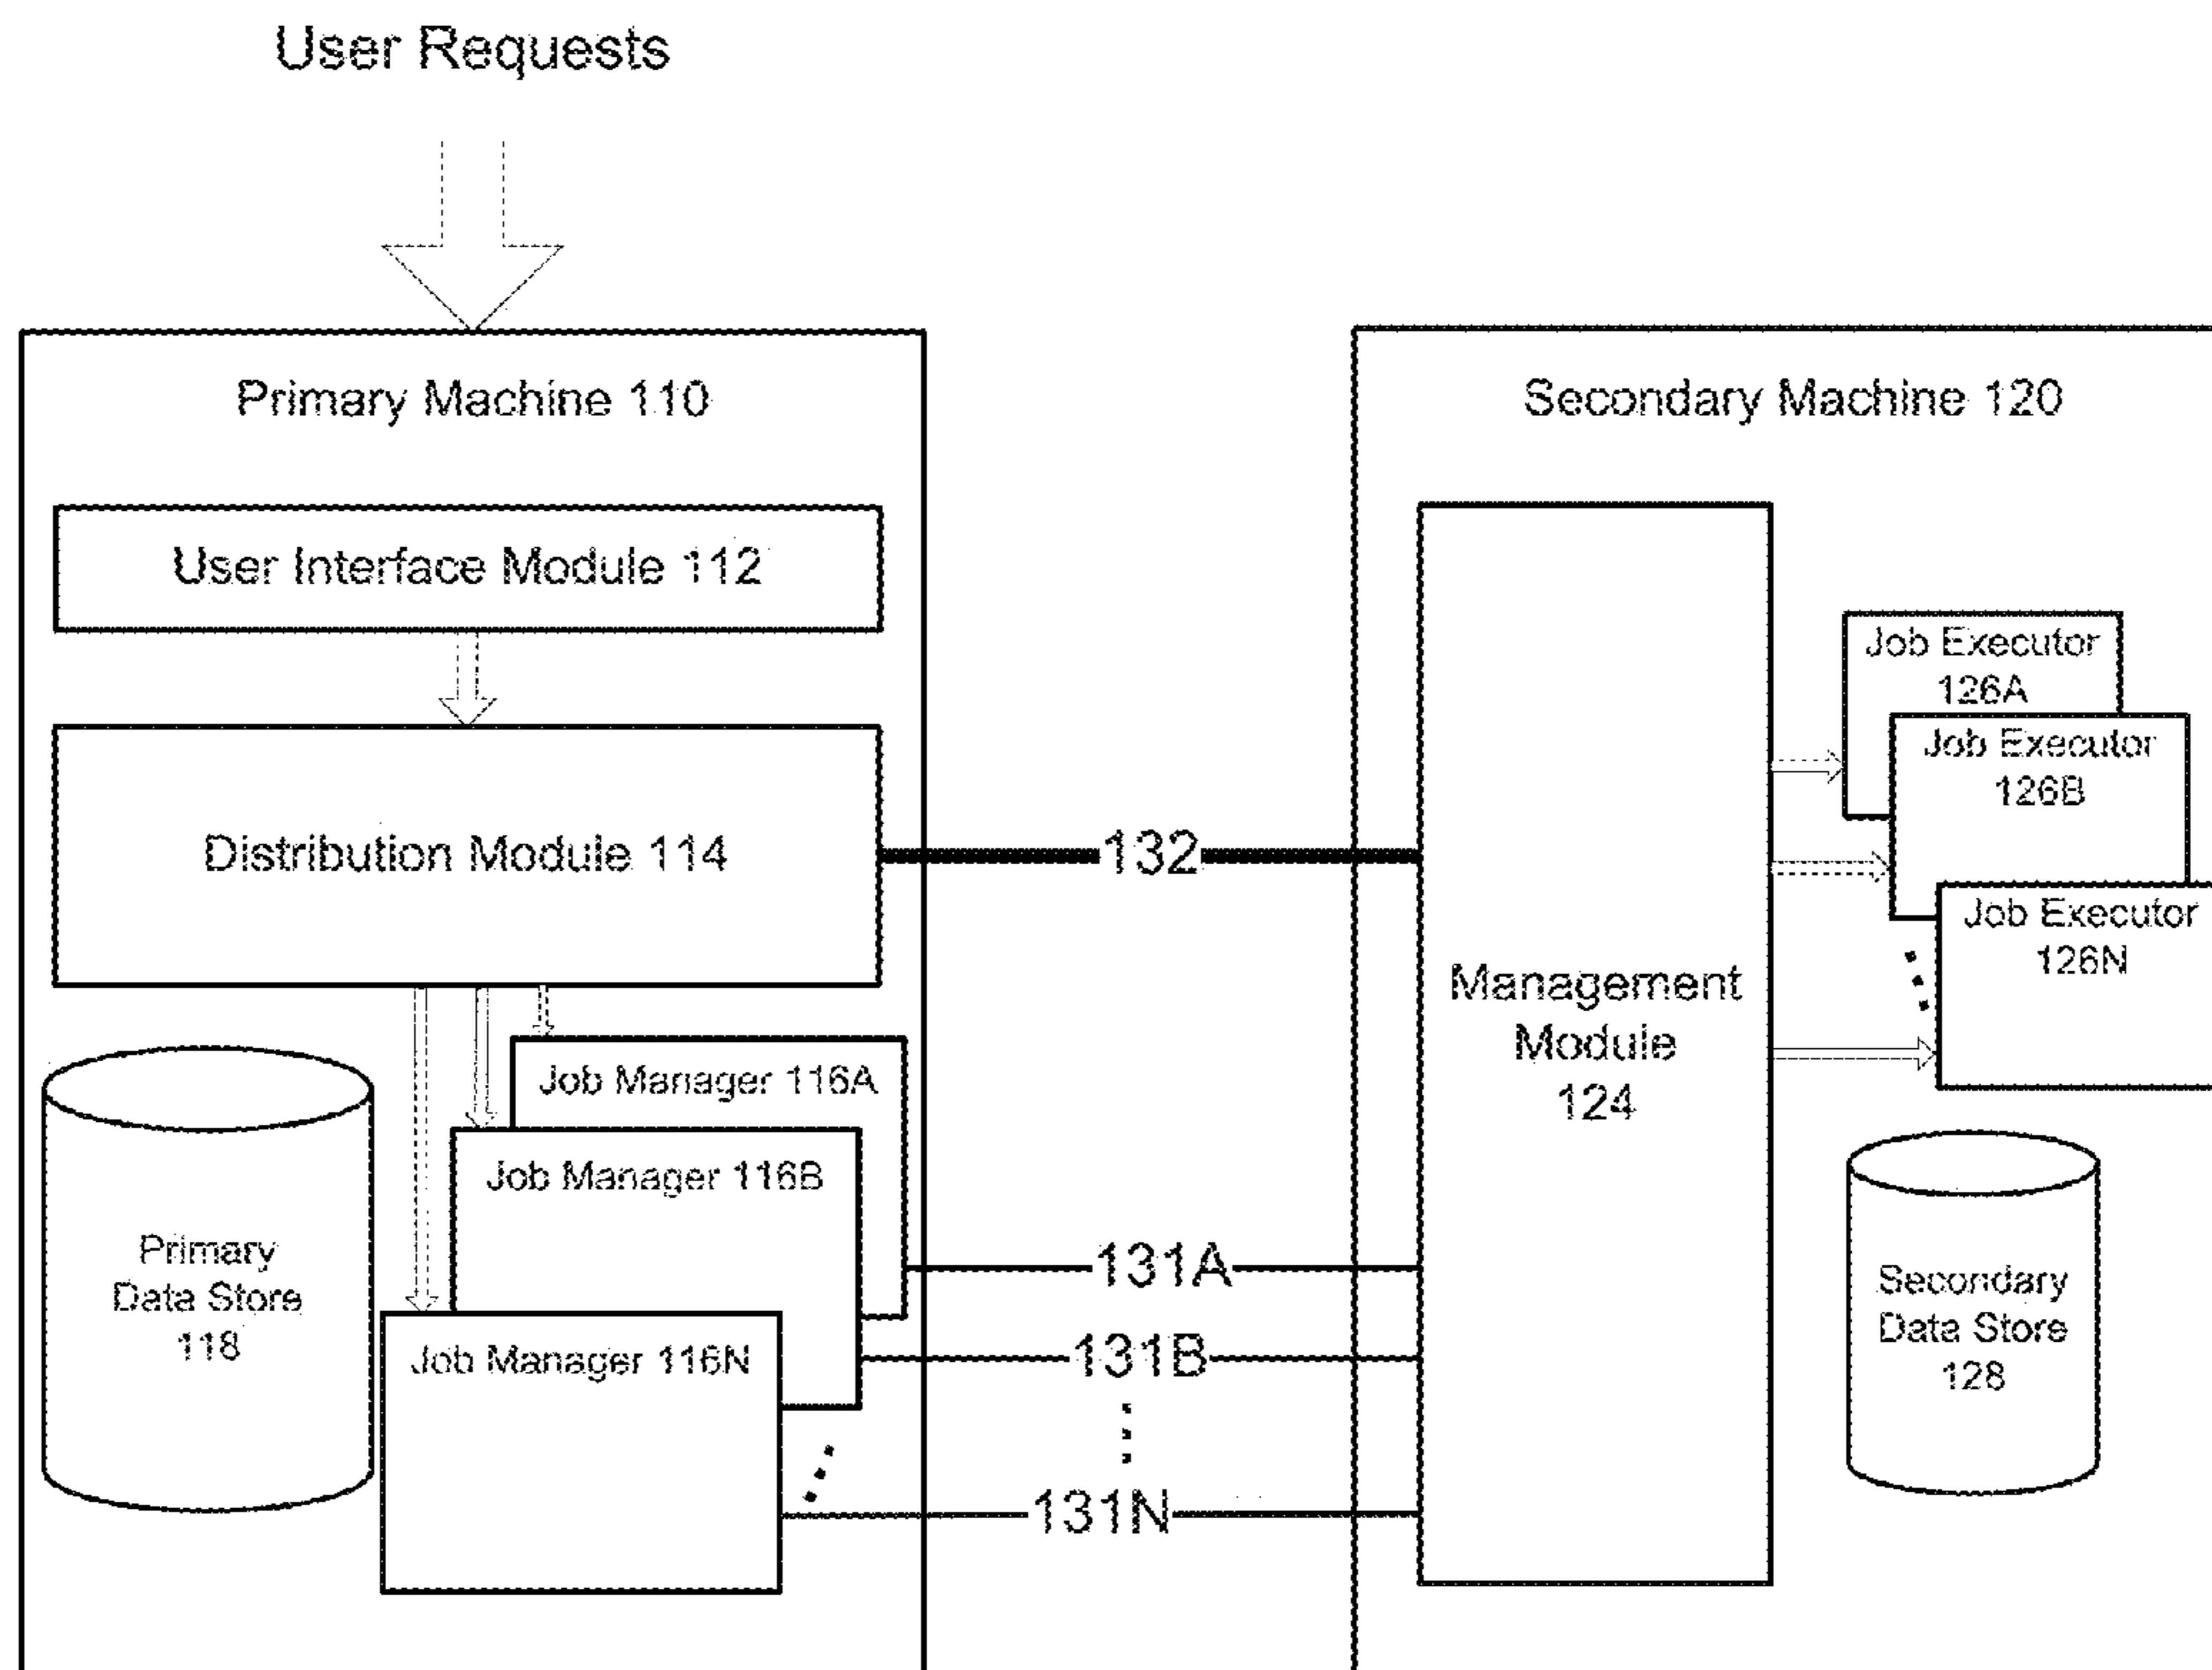 User Requests
Primary Machine 110
User Interface Module 112
Distribution Module 114
Job Manager 116A
Job Manager 116B
Job Manager 116N
Primary
Data Store
118
132
131A
131B
131N
Secondary Machine 120
Management
Module
124
Job Executor
126A
Job Executor
126B
Job Executor
126N
Secondary
Data Store
128